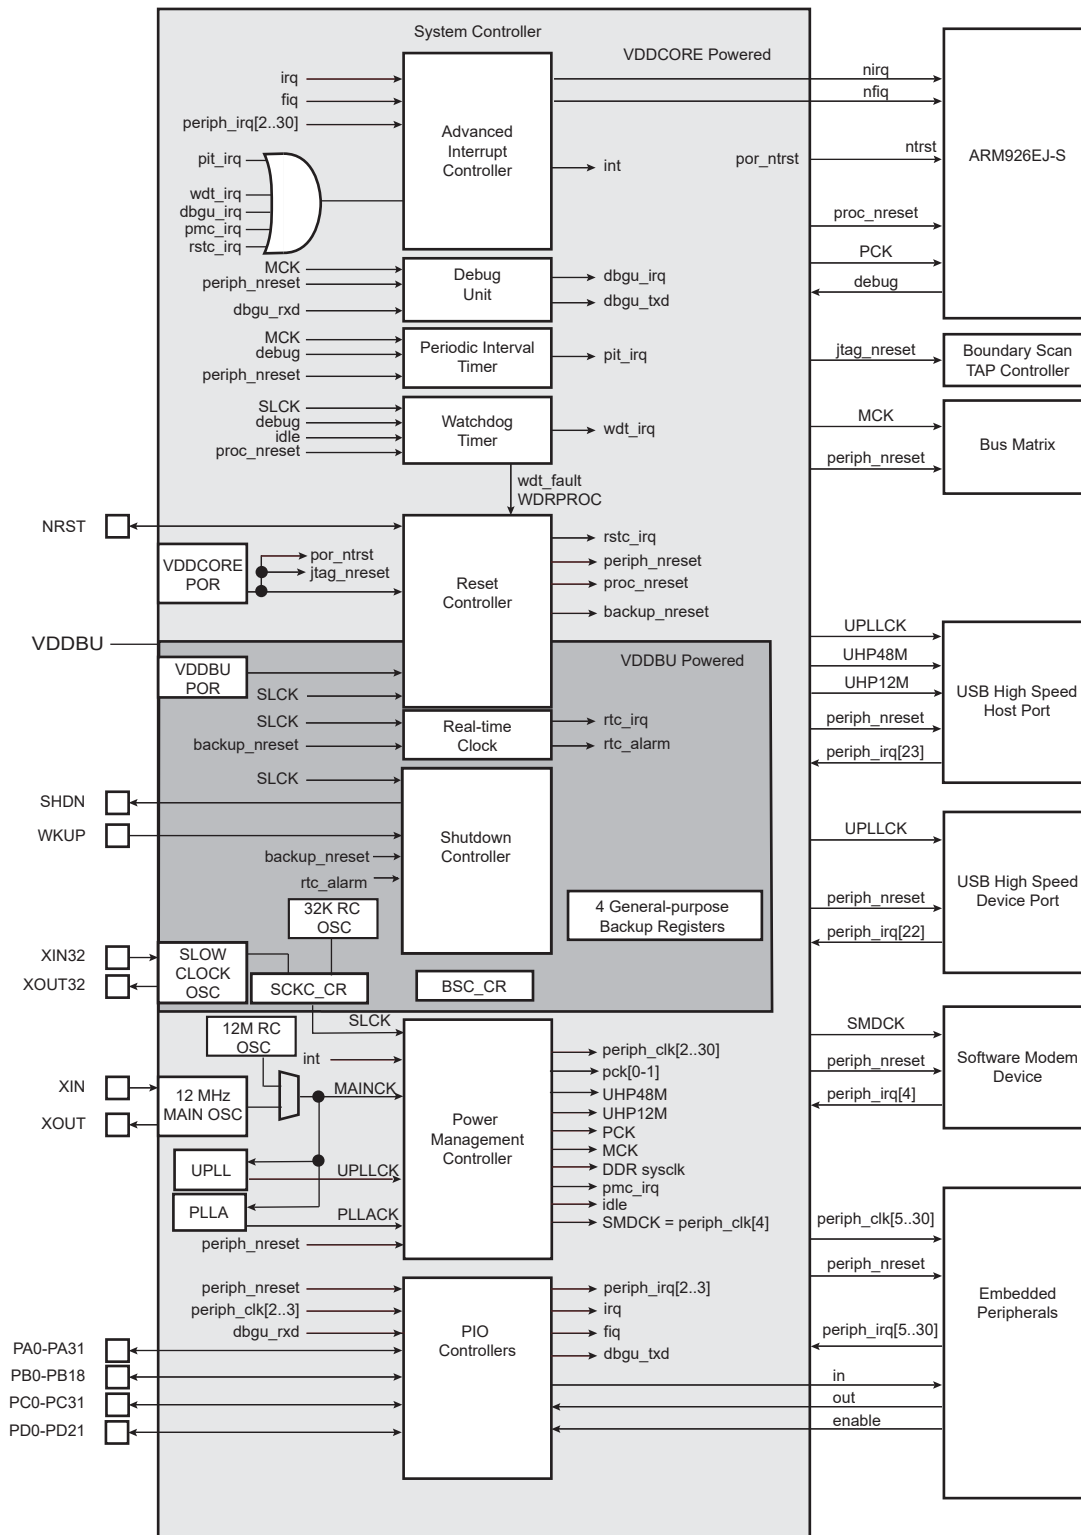 System Controller
VDDCORE Powered
irq
fiq
periph_irq[2..30]
pit_irq
wdt_irq
dbgu_irq
pmc_irq
rstc_irq
Advanced
Interrupt
Controller
int
nirq
nfiq
por_ntrst
ntrst
proc_nreset
PCK
debug
ARM926EJ-S
MCK
periph_nreset
dbgu_rxd
Debug
Unit
dbgu_irq
dbgu_txd
MCK
debug
periph_nreset
Periodic Interval
Timer
pit_irq
jtag_nreset
Boundary Scan
TAP Controller
SLCK
debug
idle
proc_nreset
Watchdog
Timer
wdt_irq
wdt_fault
WDRPROC
MCK
periph_nreset
Bus Matrix
NRST
VDDCORE
POR
por_ntrst
jtag_nreset
Reset
Controller
rstc_irq
periph_nreset
proc_nreset
backup_nreset
VDDBU
VDDBU
POR
SLCK
VDDBU Powered
UPLLCK
UHP48M
UHP12M
periph_nreset
periph_irq[23]
USB High Speed
Host Port
SLCK
backup_nreset
Real-time
Clock
rtc_irq
rtc_alarm
SLCK
SHDN
WKUP
backup_nreset
rtc_alarm
Shutdown
Controller
4 General-purpose
Backup Registers
UPLLCK
periph_nreset
periph_irq[22]
USB High Speed
Device Port
32K RC
OSC
XIN32
XOUT32
SLOW
CLOCK
OSC
SCKC_CR
BSC_CR
SLCK
12M RC
OSC
int
XIN
XOUT
12 MHz
MAIN OSC
MAINCK
UPLL
UPLLCK
PLLA
PLLACK
periph_nreset
Power
Management
Controller
periph_clk[2..30]
pck[0-1]
UHP48M
UHP12M
PCK
MCK
DDR sysclk
pmc_irq
idle
SMDCK = periph_clk[4]
SMDCK
periph_nreset
periph_irq[4]
Software Modem
Device
periph_nreset
periph_clk[2..3]
dbgu_rxd
PA0-PA31
PB0-PB18
PC0-PC31
PD0-PD21
PIO
Controllers
periph_irq[2..3]
irq
fiq
dbgu_txd
periph_clk[5..30]
periph_nreset
periph_irq[5..30]
in
out
enable
Embedded
Peripherals